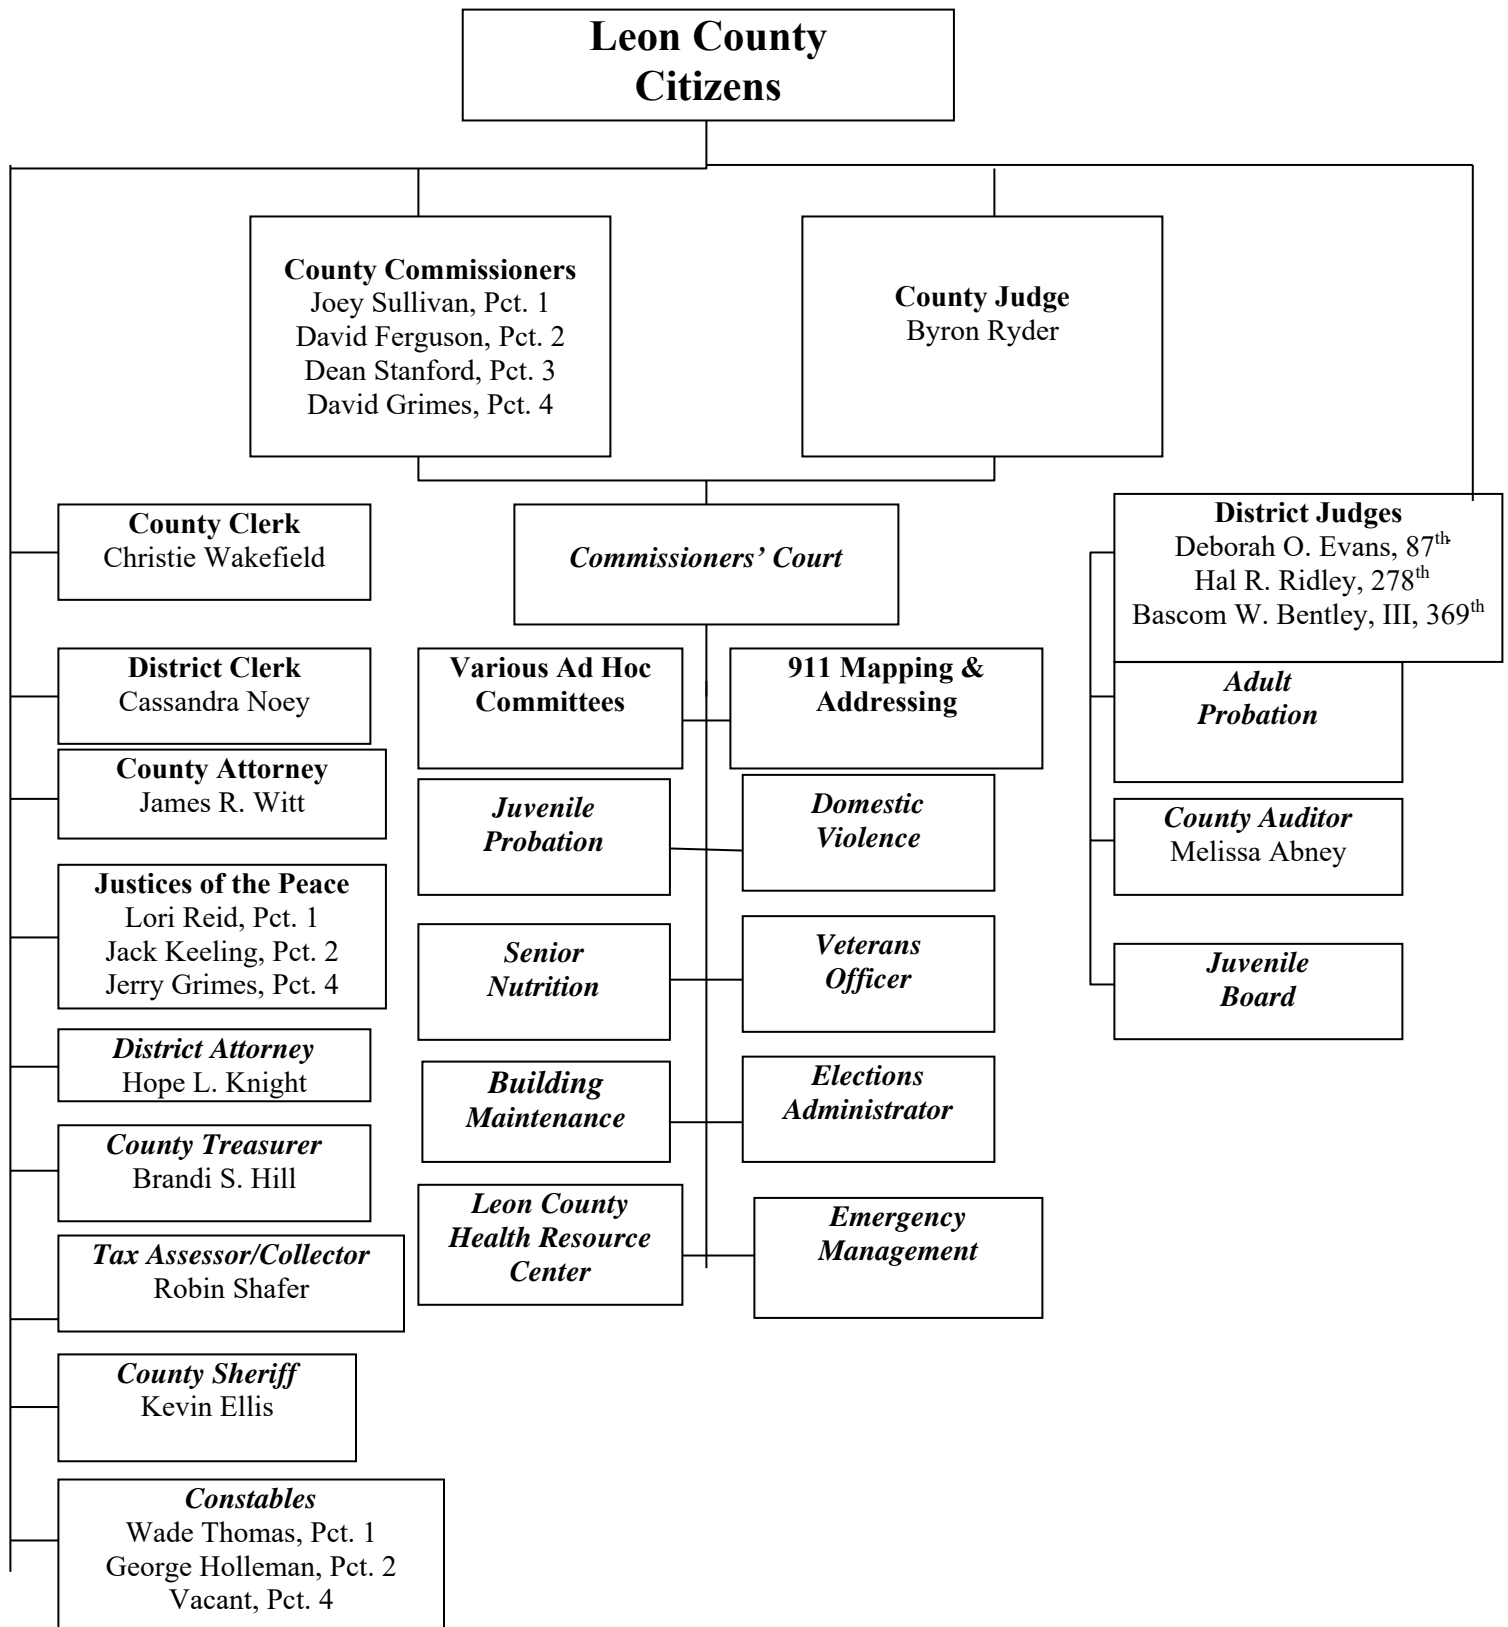 Leon County
Citizens
County Commissioners
Joey Sullivan, Pct. 1
David Ferguson, Pct. 2
Dean Stanford, Pct. 3
David Grimes, Pct. 4
County Judge
Byron Ryder
County Clerk
Christie Wakefield
District Clerk
Cassandra Noey
County Attorney
James R. Witt
Justices of the Peace
Lori Reid, Pct. 1
Jack Keeling, Pct. 2
Jerry Grimes, Pct. 4
District Attorney
Hope L. Knight
County Treasurer
Brandi S. Hill
Tax Assessor/Collector
Robin Shafer
County Sheriff
Kevin Ellis
Constables
Wade Thomas, Pct. 1
George Holleman, Pct. 2
Vacant, Pct. 4
Commissioners’ Court
Various Ad Hoc
Committees
911 Mapping &
Addressing
Juvenile
Probation
Domestic
Violence
Senior
Nutrition
Veterans
Officer
Building
Maintenance
Elections
Administrator
Leon County
Health Resource
Center
Emergency
Management
District Judges
Deborah O. Evans, 87th
Hal R. Ridley, 278th
Bascom W. Bentley, III, 369th
Adult
Probation
County Auditor
Melissa Abney
Juvenile
Board